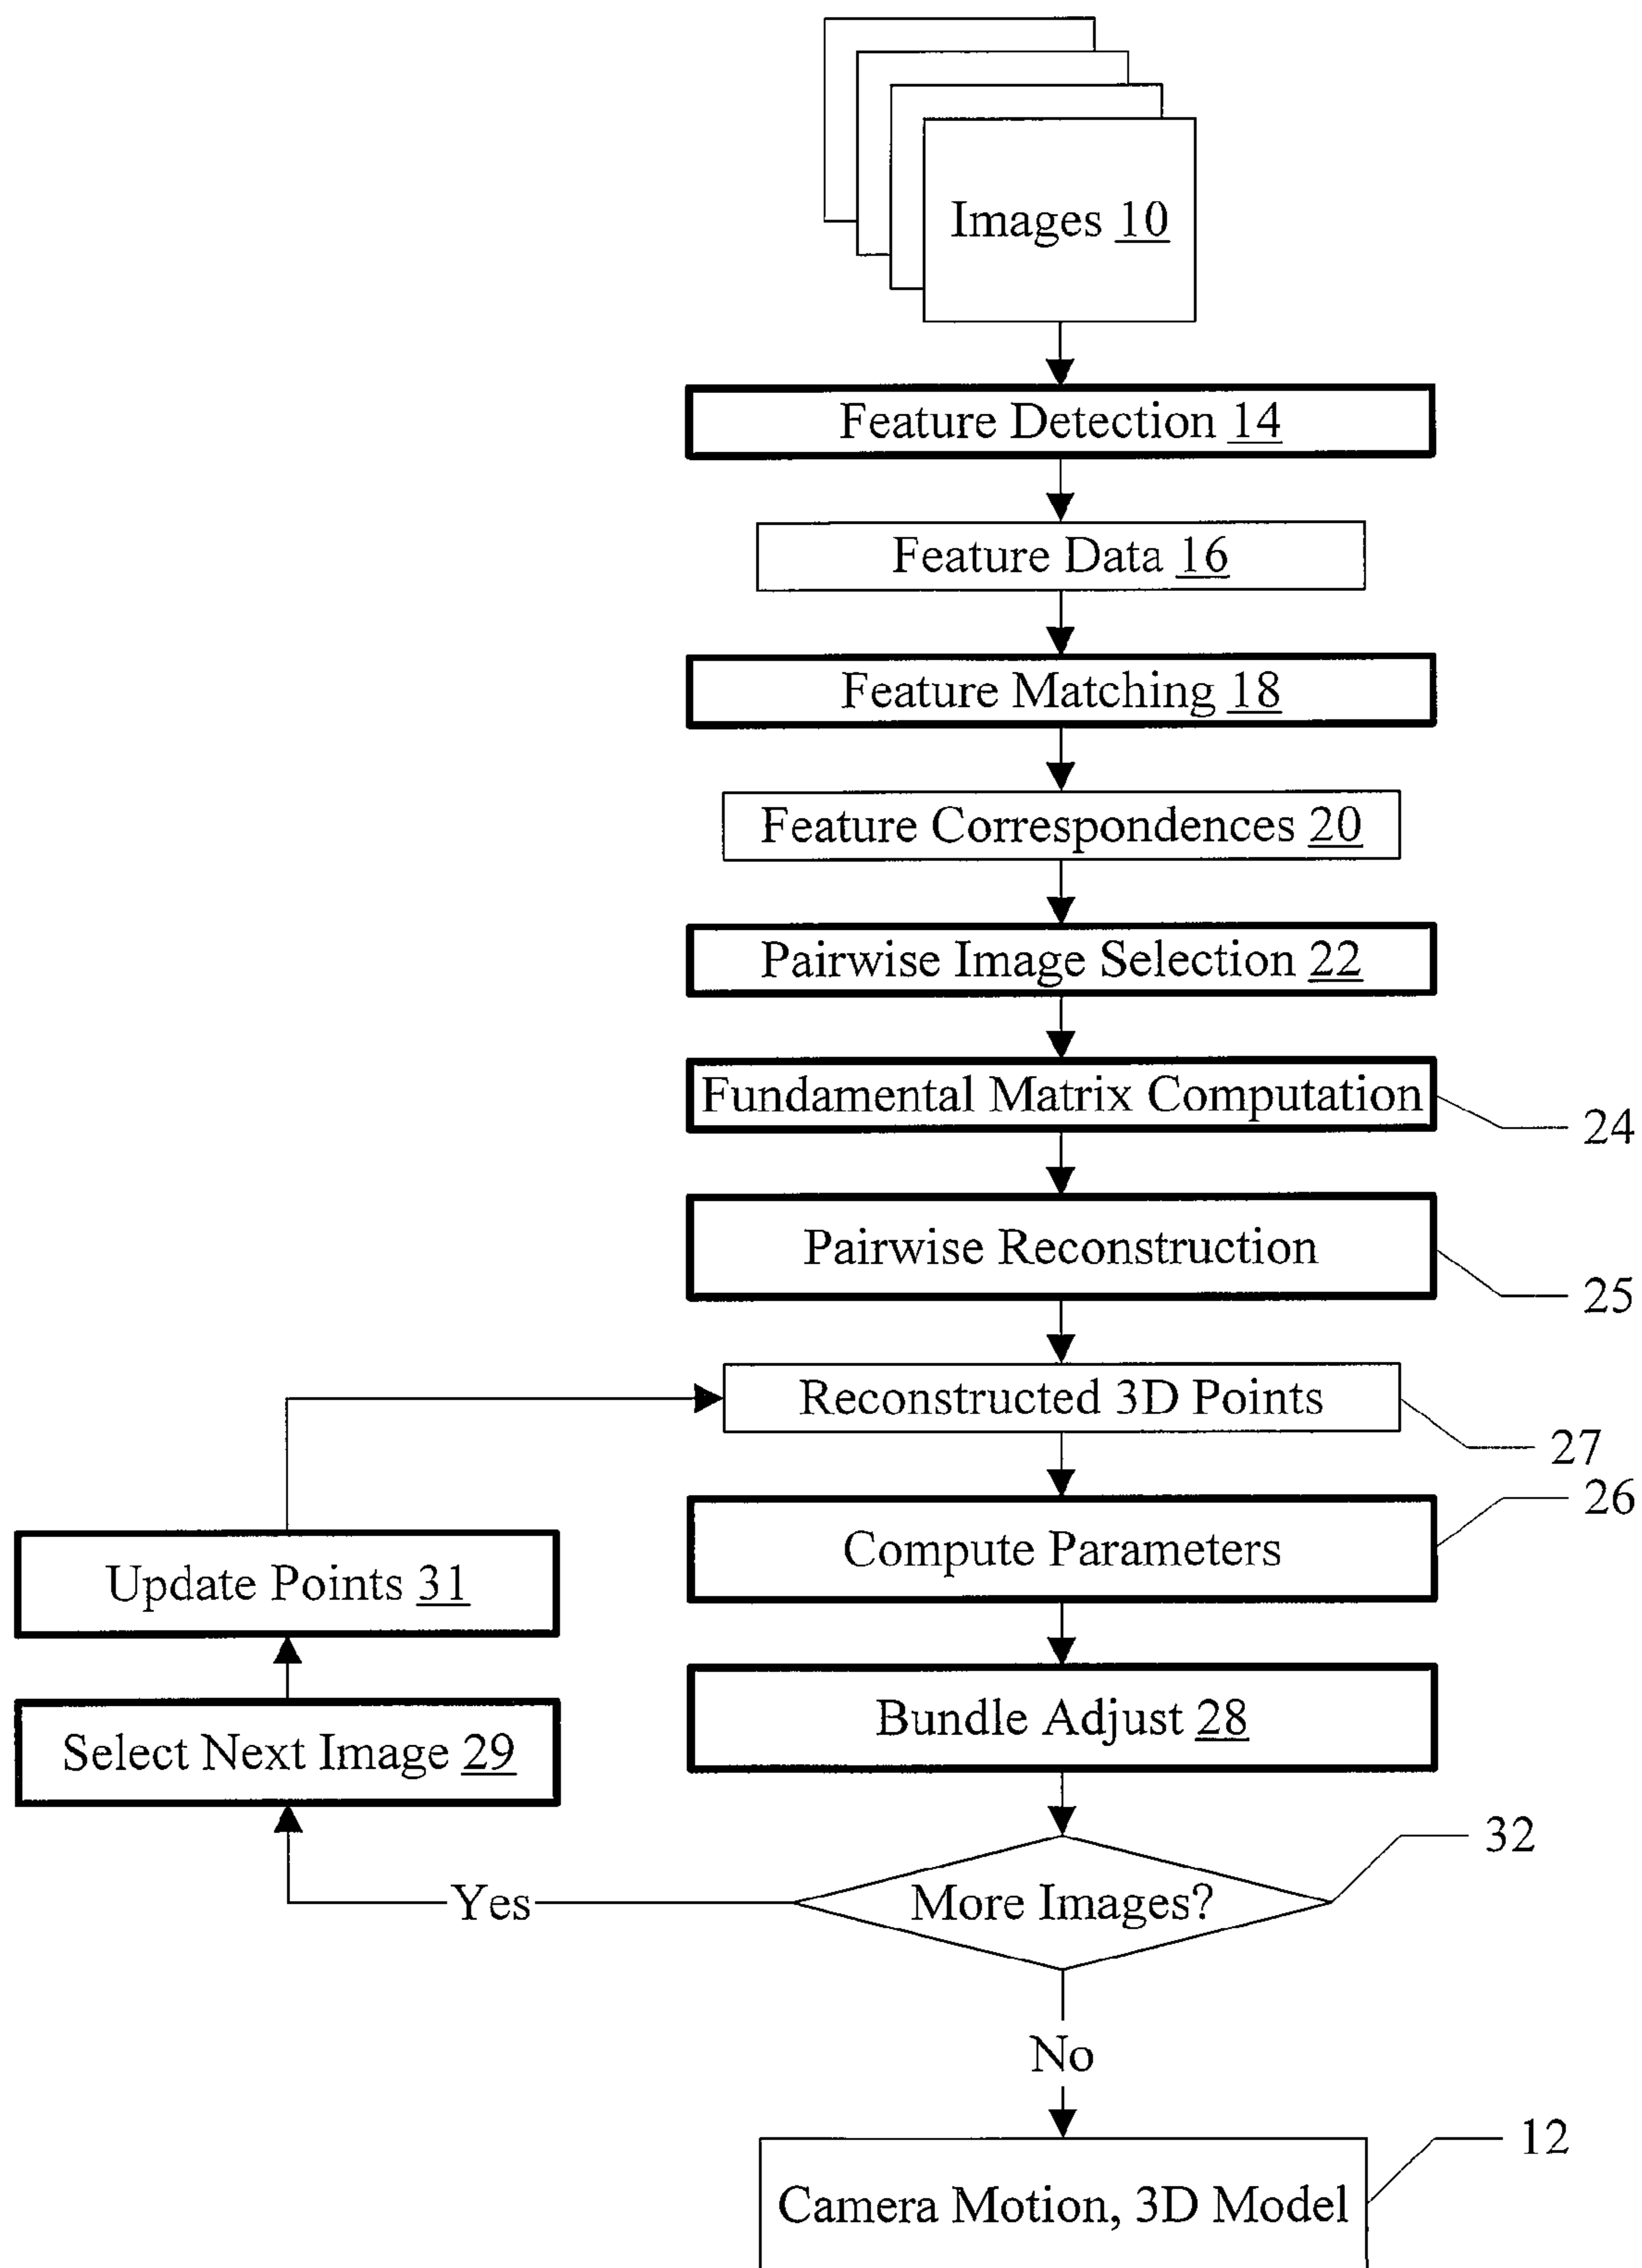 Images 10
Feature Detection 14
Feature Data 16
Feature Matching 18
Feature Correspondences 20
Pairwise Image Selection 22
Fundamental Matrix Computation
24
Pairwise Reconstruction
25
Reconstructed 3D Points
27
26
Compute Parameters
Update Points 31
Bundle Adjust 28
Select Next Image 29
32
More Images?
Yes
No
12
Camera Motion, 3D Model